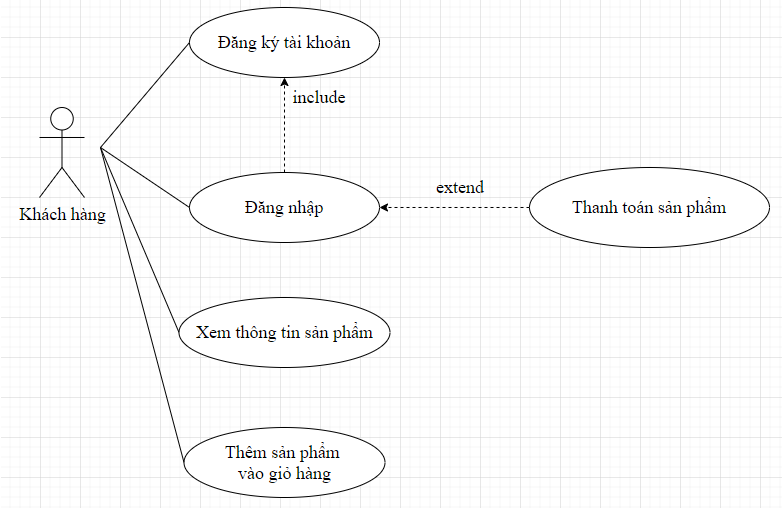 Đăng ký tài khoản
include
Khách hàng
Đăng nhập
extend
Thanh toán sản phẩm
Xem thông tin sản phẩm
Thêm sản phẩm
vào giỏ hàng